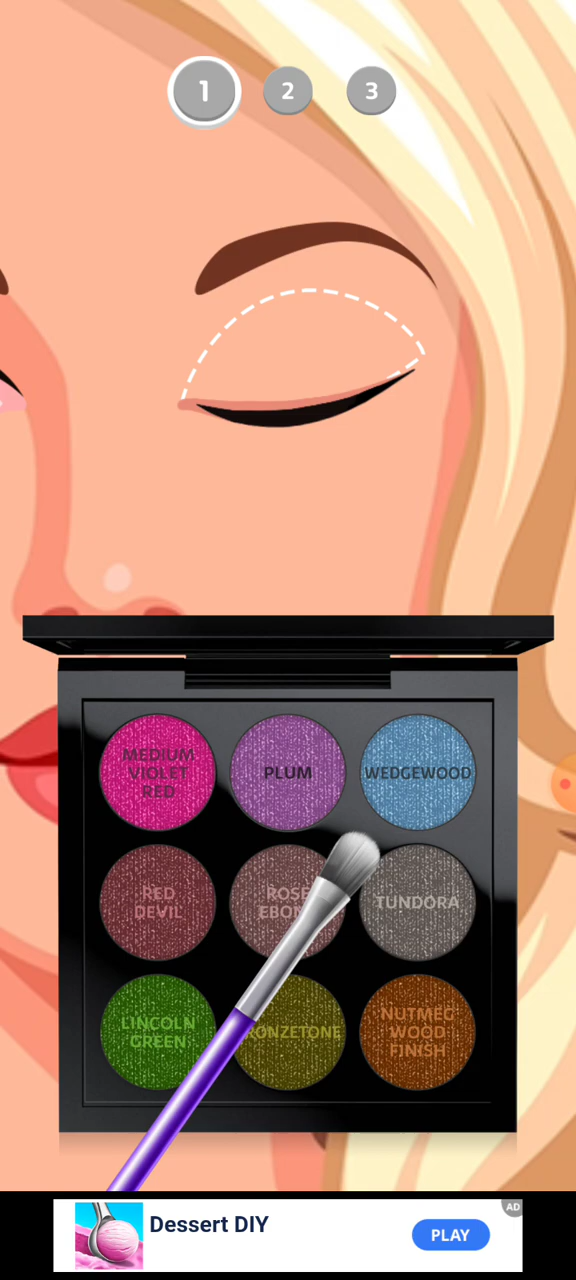 1 2 3
MEDIUM
VIOLET
RED
PLUM
WEDGEWOOD
RED
DEVIL
ROSE
TUNDORA
LINCOLN
GREEN
NUTMEG
WOOD
FINISH
AD
Dessert DIY
PLAY